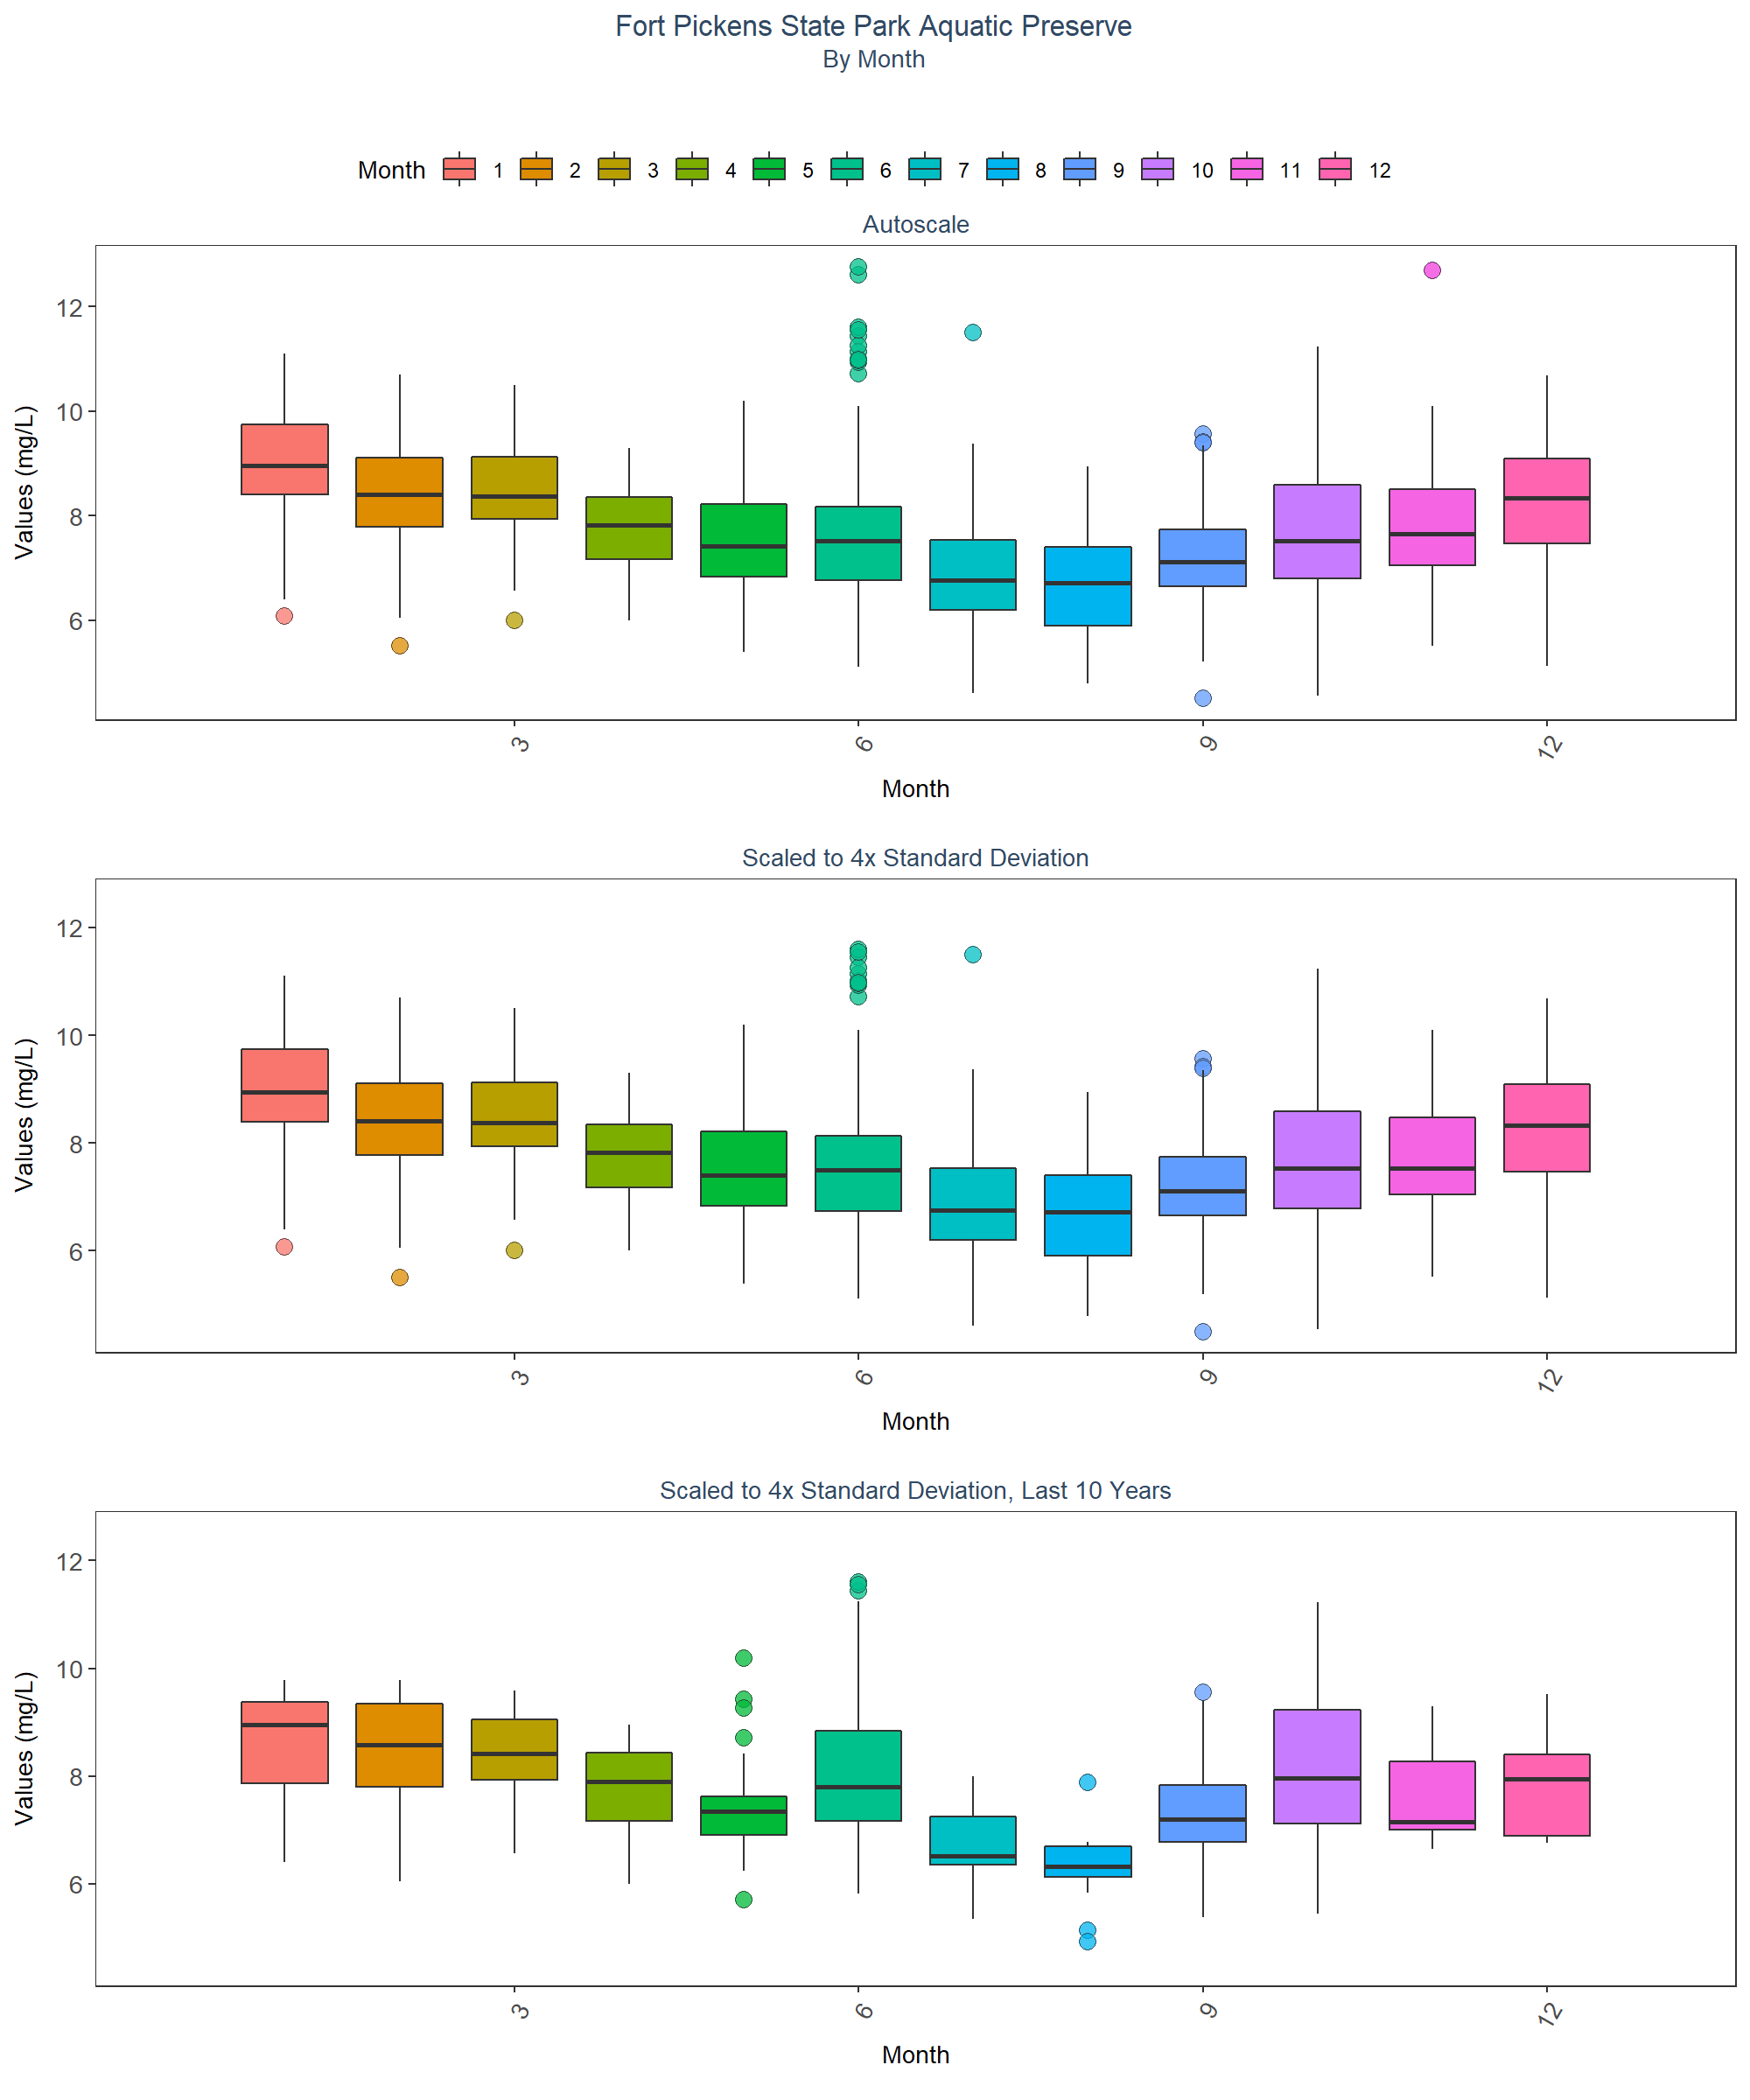 Fort Pickens State Park Aquatic Preserve
By Month
Month 1 2 3 4 5 6 7 8 9 10 11 12
Autoscale
Values (mg/L)
12
10
8
6
3 6 9 12
Month
Scaled to 4x Standard Deviation
Values (mg/L)
12
10
8
6
3 6 9 12
Month
Scaled to 4x Standard Deviation, Last 10 Years
Values (mg/L)
12
10
8
6
3 6 9 12
Month